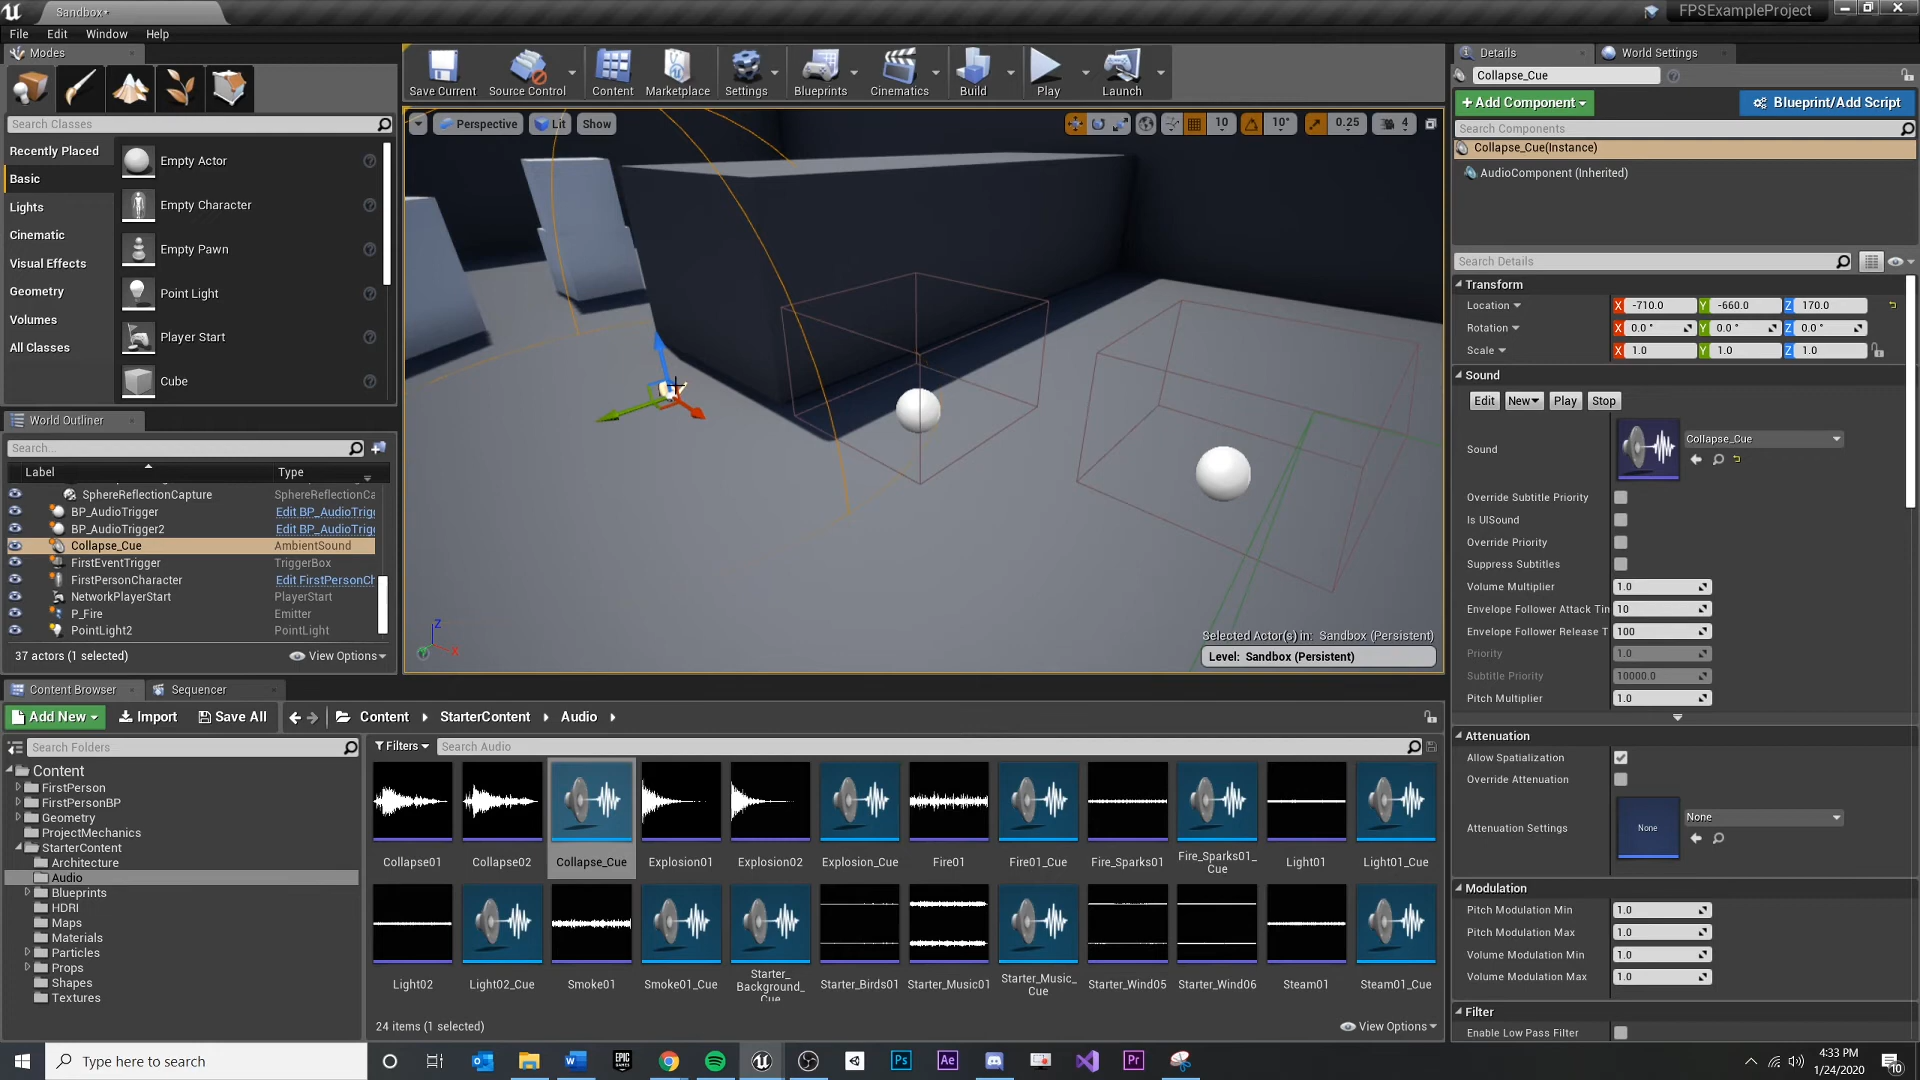 Sandbox*
FPSExampleProject
File Edit Window Help
Modes
Search Classes
Recently Placed
Basic
Lights
Cinematic
Visual Effects
Geometry
Volumes
All Classes
Empty Actor
Empty Character
Empty Pawn
Point Light
Player Start
Cube
Save Current
Source Control
Content
Marketplace
Settings
Blueprints
Cinematics
Build
Play
Launch
Perspective Lit Show
10 10° 0.25 4
Selected Actor(s) in: Sandbox (Persistent)
Level: Sandbox (Persistent)
World Outliner
Search...
Label Type
SphereReflectionCapture SphereReflectionCa
BP_AudioTrigger Edit BP_AudioTrig
BP_AudioTrigger2 Edit BP_AudioTrig
Collapse_Cue AmbientSound
FirstEventTrigger TriggerBox
FirstPersonCharacter Edit FirstPersonCh
NetworkPlayerStart PlayerStart
P_Fire Emitter
PointLight2 PointLight
37 actors (1 selected) View Options
Content Browser Sequencer
Add New Import Save All Content StarterContent Audio
Search Folders
Content
FirstPerson
FirstPersonBP
Geometry
ProjectMechanics
StarterContent
Architecture
Audio
Blueprints
HDRI
Maps
Materials
Particles
Props
Shapes
Textures
Filters Search Audio
Collapse01 Collapse02 Collapse_Cue Explosion01 Explosion02 Explosion_Cue Fire01 Fire01_Cue Fire_Sparks01 Fire_Sparks01_
Cue Light01 Light01_Cue
Light02 Light02_Cue Smoke01 Smoke01_Cue Starter_
Background_
Cue Starter_Birds01 Starter_Music01 Starter_Music_
Cue Starter_Wind05 Starter_Wind06 Steam01 Steam01_Cue
24 items (1 selected) View Options
Details World Settings
Collapse_Cue
+Add Component Blueprint/Add Script
Search Components
Collapse_Cue(Instance)
AudioComponent (Inherited)
Search Details
Transform
Location X -710.0 Y -660.0 Z 170.0
Rotation X 0.0 ° Y 0.0 ° Z 0.0 °
Scale X 1.0 Y 1.0 Z 1.0
Sound
Edit New Play Stop
Sound Collapse_Cue
Override Subtitle Priority
Is UISound
Override Priority
Suppress Subtitles
Volume Multiplier 1.0
Envelope Follower Attack Tin 10
Envelope Follower Release T 100
Priority 1.0
Subtitle Priority 10000.0
Pitch Multiplier 1.0
Attenuation
Allow Spatialization
Override Attenuation
Attenuation Settings None None
Modulation
Pitch Modulation Min 1.0
Pitch Modulation Max 1.0
Volume Modulation Min 1.0
Volume Modulation Max 1.0
Filter
Enable Low Pass Filter
Type here to search
4:33 PM
1/24/2020
10